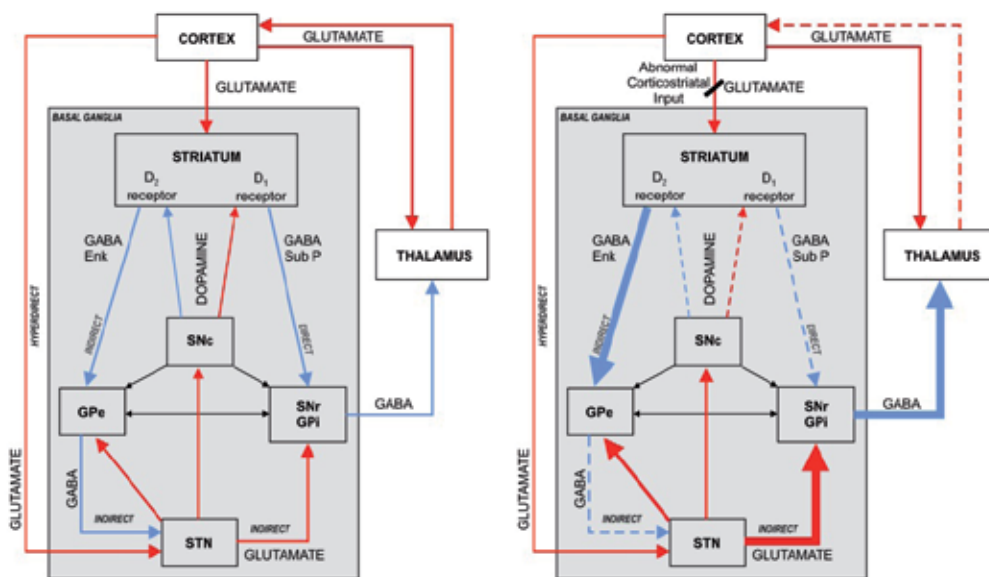 CORTEX
GLUTAMATE
GLUTAMATE
BASAL GANGLIA
STRIATUM
D2
receptor
D1
receptor
GABA
Enk
DOPAMINE
GABA
Sub P
THALAMUS
HYPERDIRECT
INDIRECT
DIRECT
SNc
GPe
SNr
GPi
GABA
GLUTAMATE
GABA
INDIRECT
STN
INDIRECT
GLUTAMATE
CORTEX
GLUTAMATE
Abnormal
Corticostriatal
Input
GLUTAMATE
BASAL GANGLIA
STRIATUM
D2
receptor
D1
receptor
GABA
Enk
DOPAMINE
GABA
Sub P
THALAMUS
HYPERDIRECT
INDIRECT
DIRECT
SNc
GPe
SNr
GPi
GABA
GLUTAMATE
GABA
INDIRECT
STN
INDIRECT
GLUTAMATE